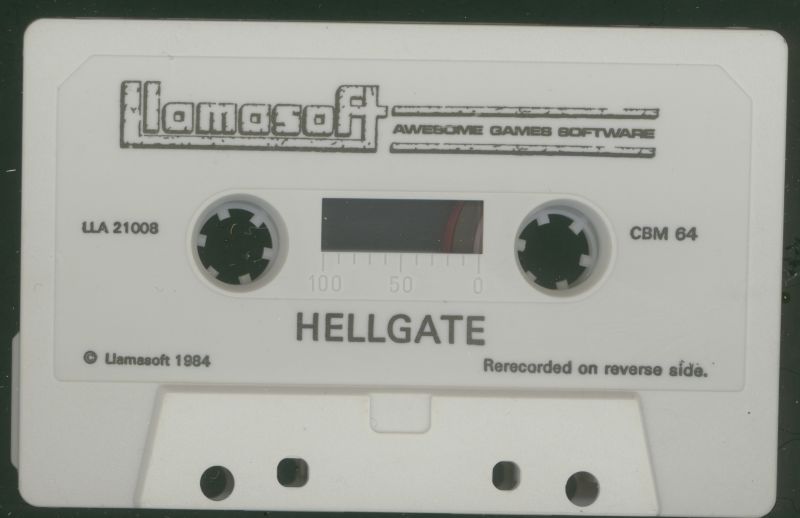 llamasoft
AWESOME GAMES SOFTWARE
LLA 21008
CBM 64
100 50 0
HELLGATE
© Llamasoft 1984
Rerecorded on reverse side.